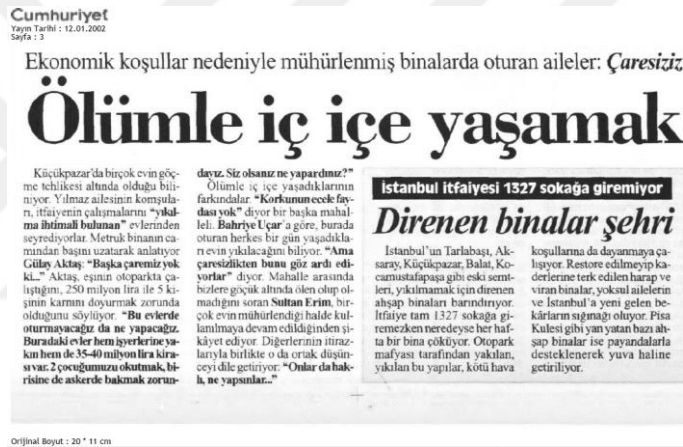 Cumhuriyet
Yayın Tarihi : 12.01.2002
Sayfa : 3
Ekonomik koşullar nedeniyle mühürlenmiş binalarda oturan aileler: Çaresiziz
Ölümle iç içe yaşamak
Küçükpazar'da birçok evin göç-
me tehlikesi altında olduğu bili-
niyor. Yılmaz ailesinin komşula-
rı, itfaiyenin çalışmalarını "yıkıl-
ma ihtimali bulunan" evlerinden
seyrediyorlar. Metruk binanın ca-
mından başını uzatarak anlatıyor
Gülay Aktaş: "Başka çaremiz yok
ki..." Aktaş, eşinin otoparkta ça-
lıştığını, 250 milyon lira ile 5 ki-
şinin karnını doyurmak zorunda
olduğunu söylüyor. "Bu evlerde
oturmayacağız da ne yapacağız.
Buradaki evler hem işyerlerine ya-
kın hem de 35-40 milyon lira kira-
sı var. 2 çocuğumuzu okutmak, bi-
risine de askerde bakmak zorun-
dayız. Siz olsanız ne yapardınız?"
Ölümle iç içe yaşadıklarının
farkındalar. "Korkunun ecele fay-
dası yok" diyor bir başka mahal-
leli. Bahriye Uçar'a göre, burada
oturan herkes bir gün yaşadıkla-
rı evin yıkılacağını biliyor. "Ama
çaresizlikten bunu göz ardı edi-
yorlar" diyor. Mahalle arasında
bizlere göçük altında ölen olup ol-
madığını soran Sultan Erim, bir-
çok evin mühürlendiği halde kul-
lanılmaya devam edildiğinden şi-
kâyet ediyor. Diğerlerinin itiraz-
larıyla birlikte o da ortak düşün-
ceyi dile getiriyor: "Onlar da hak-
lı, ne yapsınlar..."
İstanbul itfaiyesi 1327 sokağa giremiyor
Direnen binalar şehri
İstanbul'un Tarlabaşı, Ak-
saray, Küçükpazar, Balat, Ko-
camustafapaşa gibi eski semt-
leri, yıkılmamak için direnen
ahşap binaları barındırıyor.
İtfaiye tam 1327 sokağa gi-
remezken neredeyse her haf-
ta bir bina çöküyor. Otopark
mafyası tarafından yakılan,
yıkılan bu yapılar, kötü hava
koşullarına da dayanmaya ça-
lışıyor. Restore edilmeyip ka-
derlerine terk edilen harap ve
viran binalar, yoksul ailelerin
ve İstanbul'a yeni gelen be-
kârların sığınağı oluyor. Pisa
Kulesi gibi yan yatan bazı ah-
şap binalar ise payandalarla
desteklenerek yuva haline
getiriliyor.
Orijinal Boyut : 20 * 11 cm